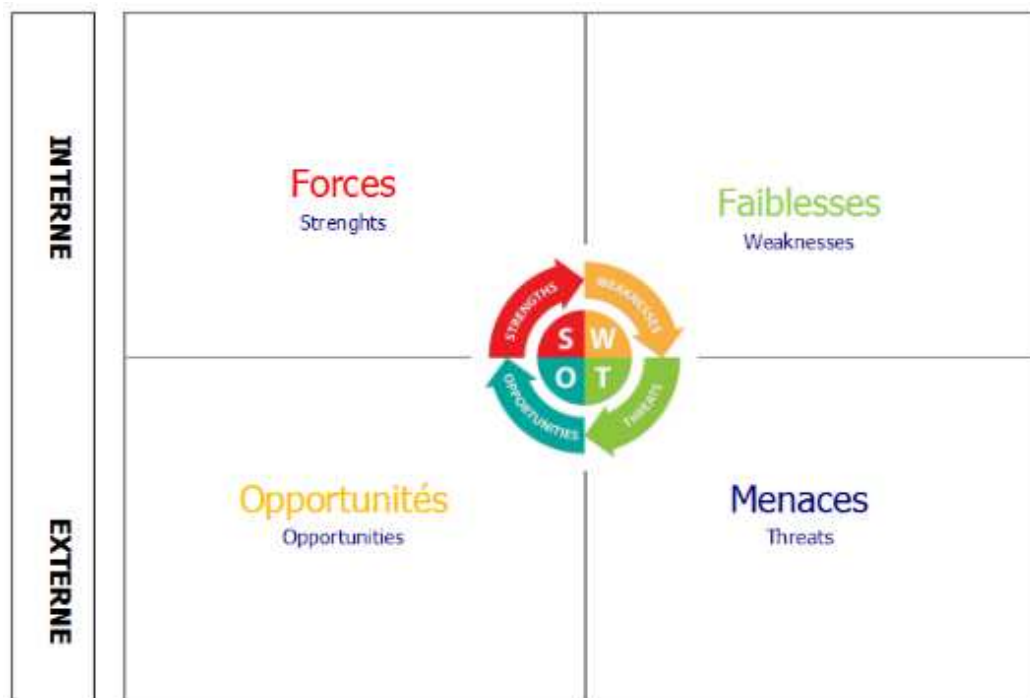 INTERNE
Forces
Strenghts
Faiblesses
Weaknesses
STRENGTHS
WEAKNESSES
S W
O T
OPPORTUNITIES
THREATS
EXTERNE
Opportunités
Opportunities
Menaces
Threats